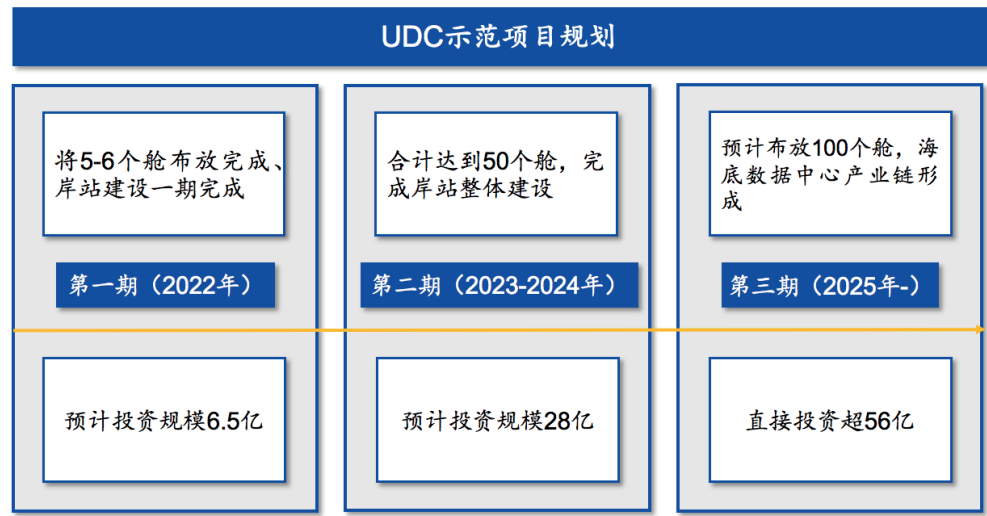 UDC示范项目规划
将5-6个舱布放完成、
岸站建设一期完成
第一期（2022年）
预计投资规模6.5亿
合计达到50个舱，完
成岸站整体建设
第二期（2023-2024年）
预计投资规模28亿
预计布放100个舱，海
底数据中心产业链形
成
第三期（2025年-）
直接投资超56亿